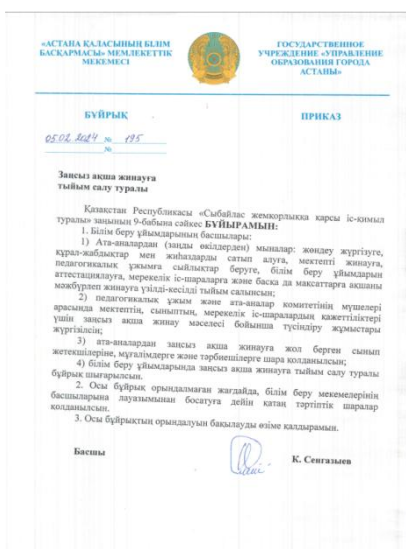 «АСТАНА ҚАЛАСЫНЫҢ БІЛІМ
БАСҚАРМАСЫ» МЕМЛЕКЕТТІК
МЕКЕМЕСІ
ГОСУДАРСТВЕННОЕ
УЧРЕЖДЕНИЕ «УПРАВЛЕНИЕ
ОБРАЗОВАНИЯ ГОРОДА
АСТАНЫ»
БҰЙРЫҚ
ПРИКАЗ
05.02.2024 № 195
№
Заңсыз ақша жинауға
тыйым салу туралы
Қазақстан Республикасы «Сыбайлас жемқорлыққа қарсы іс-қимыл
туралы» заңының 9-бабына сәйкес БҰЙЫРАМЫН:
1. Білім беру ұйымдарының басшылары:
1) Ата-аналардан (заңды өкілдерден) мыналар: жөндеу жүргізуге,
құрал-жабдықтар мен жиһаздарды сатып алуға, мектепті жинауға,
педагогикалық ұжымға сыйлықтар беруге, білім беру ұйымдарын
аттестациялауға, мерекелік іс-шараларға және басқа да мақсаттарға ақшаны
мәжбүрлеп жинауға үзілді-кесілді тыйым салынсын;
2) педагогикалық ұжым және ата-аналар комитетінің мүшелері
арасында мектептің, сыныптың, мерекелік іс-шаралардың қажеттіліктері
үшін заңсыз ақша жинау мәселесі бойынша түсіндіру жұмыстары
жүргізілсін;
3) ата-аналардан заңсыз ақша жинауға жол берген сынып
жетекшілеріне, мұғалімдерге және тәрбиешілерге шара қолданылсын;
4) білім беру ұйымдарында заңсыз ақша жинауға тыйым салу туралы
бұйрық шығарылсын.
2. Осы бұйрық орындалмаған жағдайда, білім беру мекемелерінің
басшыларына лауазымынан босатуға дейін қатаң тәртіптік шаралар
қолданылсын.
3. Осы бұйрықтың орындалуын бақылауды өзіме қалдырамын.
Басшы
К. Сенгазыев